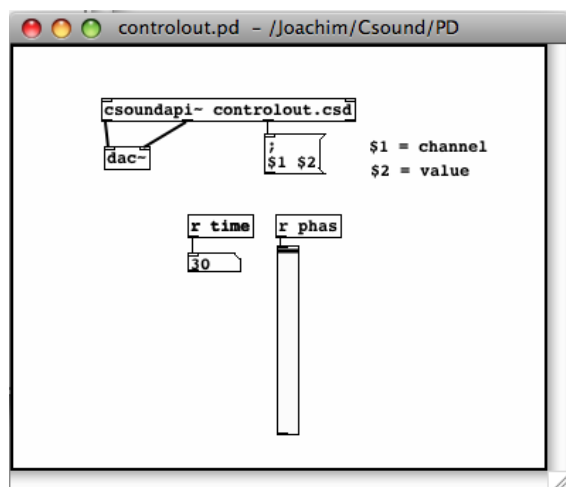 controlout.pd - /Joachim/Csound/PD
csoundapi~ controlout.csd
dac~
;
$1 $2
$1 = channel
$2 = value
r time
r phas
30